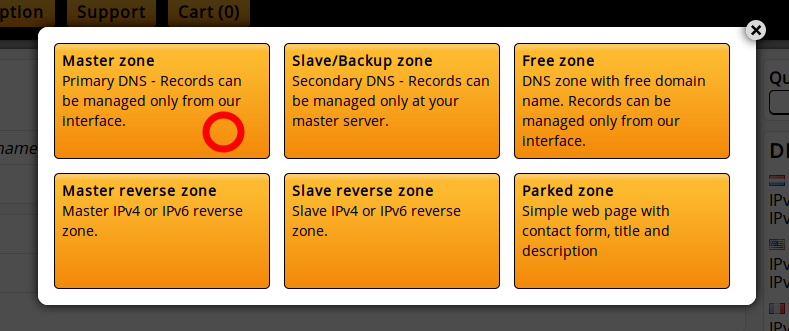 ption Support Cart (0)
Master zone
Primary DNS - Records can
be managed only from our
interface.
Slave/Backup zone
Secondary DNS - Records can
be managed only at your
master server.
Free zone
DNS zone with free domain
name. Records can be
managed only from our
interface.
Master reverse zone
Master IPv4 or IPv6 reverse
zone.
Slave reverse zone
Slave IPv4 or IPv6 reverse
zone.
Parked zone
Simple web page with
contact form, title and
description
name
Qu
IPv
IPv
IPv
IPv
IPv